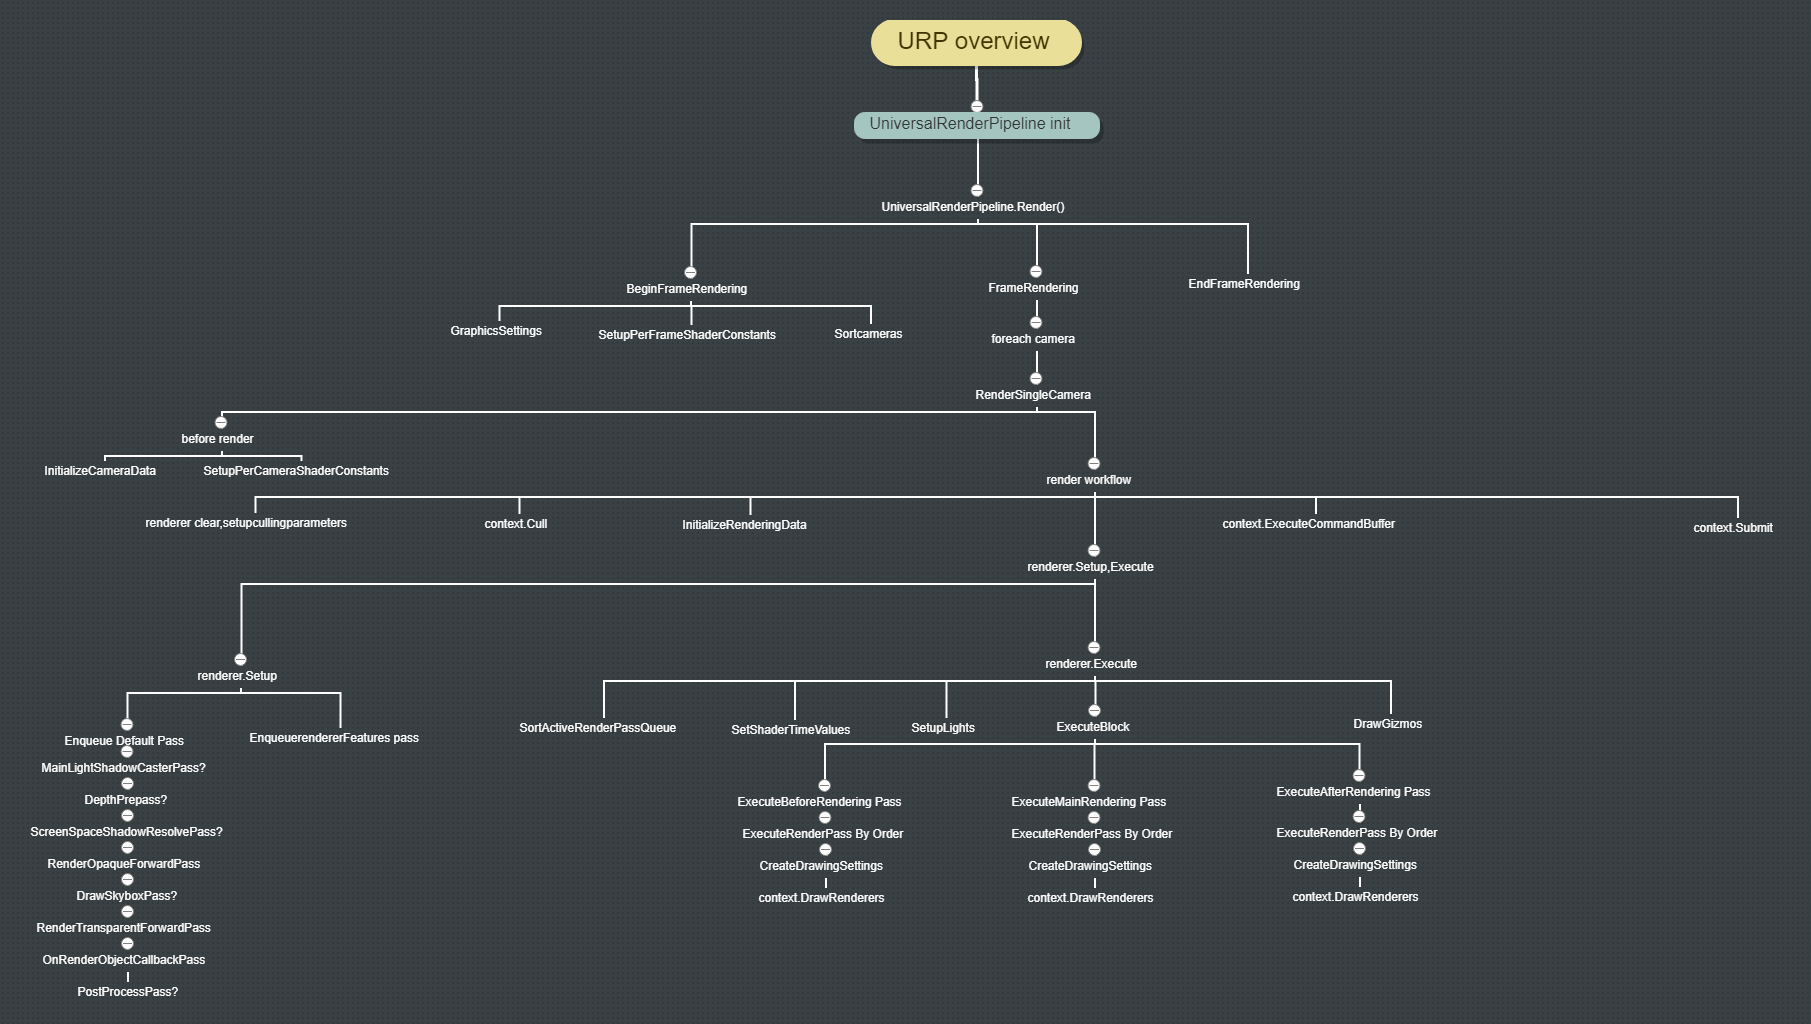 URP overview
UniversalRenderPipeline init
UniversalRenderPipeline.Render()
BeginFrameRendering
FrameRendering
EndFrameRendering
GraphicsSettings
SetupPerFrameShaderConstants
Sortcameras
foreach camera
RenderSingleCamera
before render
InitializeCameraData
SetupPerCameraShaderConstants
render workflow
renderer clear,setupcullingparameters
context.Cull
InitializeRenderingData
context.ExecuteCommandBuffer
context.Submit
renderer.Setup,Execute
renderer.Setup
renderer.Execute
Enqueue Default Pass
EnqueuerendererFeatures pass
MainLightShadowCasterPass?
DepthPrepass?
ScreenSpaceShadowResolvePass?
RenderOpaqueForwardPass
DrawSkyboxPass?
RenderTransparentForwardPass
OnRenderObjectCallbackPass
PostProcessPass?
SortActiveRenderPassQueue
SetShaderTimeValues
SetupLights
ExecuteBlock
DrawGizmos
ExecuteBeforeRendering Pass
ExecuteRenderPass By Order
CreateDrawingSettings
context.DrawRenderers
ExecuteMainRendering Pass
ExecuteRenderPass By Order
CreateDrawingSettings
context.DrawRenderers
ExecuteAfterRendering Pass
ExecuteRenderPass By Order
CreateDrawingSettings
context.DrawRenderers